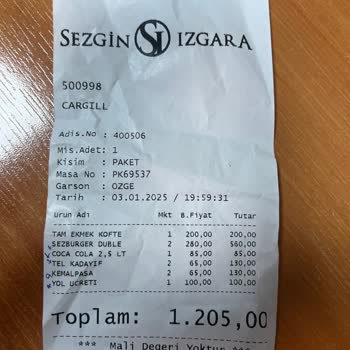 SEZGİN SI IZGARA
500998
CARGILL
Adis.No : 400506
Mis.Adet: 1
Kisim : PAKET
Masa No : PK69537
Garson : OZGE
Tarih : 03.01.2025 / 19:59:31
Urun Adi Mkt B.Fiyat Tutar
TAM EKMEK KOFTE 1 200,00 200,00
SEZBURGER DUBLE 2 280,00 560,00
COCA COLA 2,5 LT 1 85,00 85,00
TEL KADAYIF 2 65,00 130,00
KEMALPASA 2 65,00 130,00
YOL UCRETI 1 100,00 100,00
Toplam: 1.205,00
*** Mali Degeri Yoktur ***